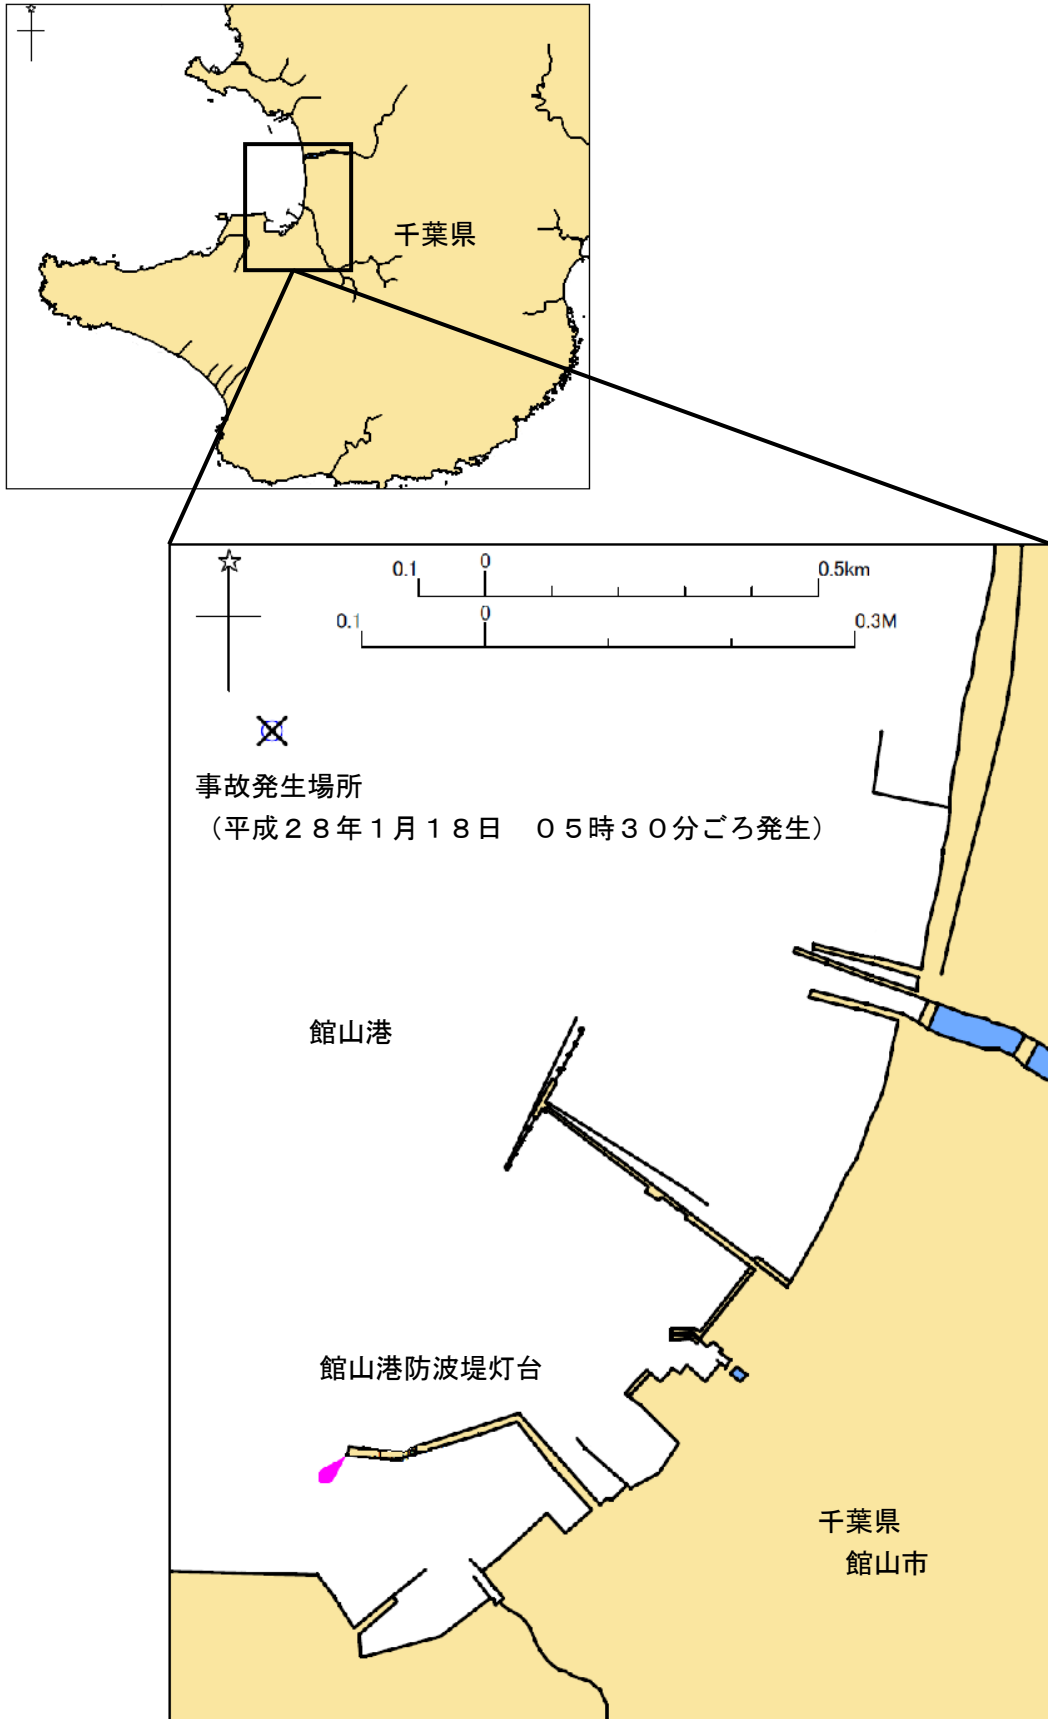 千葉県
0.1 0 0.5km
0.1 0 0.3M
事故発生場所
（平成２８年１月１８日　０５時３０分ごろ発生）
館山港
館山港防波堤灯台
千葉県
館山市